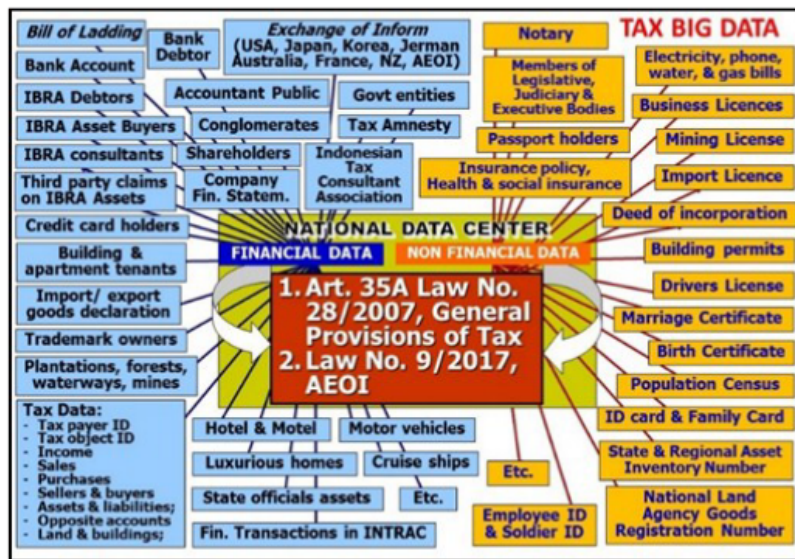 TAX BIG DATA
Bill of Ladding
Bank
Debtor
Exchange of Inform
(USA, Japan, Korea, Jerman
Australia, France, NZ, AEOI)
Bank Account
IBRA Debtors
Accountant Public
Govt entities
IBRA Asset Buyers
Conglomerates
Tax Amnesty
IBRA consultants
Shareholders
Indonesian
Tax
Consultant
Association
Third party claims
on IBRA Assets
Company
Fin. Statem.
Credit card holders
Building &
apartment tenants
Import/ export
goods declaration
Trademark owners
Plantations, forests,
waterways, mines
Tax Data:
- Tax payer ID
- Tax object ID
- Income
- Sales
- Purchases
- Sellers & buyers
- Assets & liabilities;
- Opposite accounts
- Land & buildings;
NATIONAL DATA CENTER
FINANCIAL DATA
NON FINANCIAL DATA
1. Art. 35A Law No.
28/2007, General
Provisions of Tax
2. Law No. 9/2017,
AEOI
Hotel & Motel
Motor vehicles
Luxurious homes
Cruise ships
State officials assets
Etc.
Fin. Transactions in INTRAC
Notary
Members of
Legislative,
Judiciary &
Executive Bodies
Passport holders
Insurance policy,
Health & social insurance
Electricity, phone,
water, & gas bills
Business Licences
Mining License
Import Licence
Deed of incorporation
Building permits
Drivers License
Marriage Certificate
Birth Certificate
Population Census
ID card & Family Card
State & Regional Asset
Inventory Number
National Land
Agency Goods
Registration Number
Etc.
Employee ID
& Soldier ID